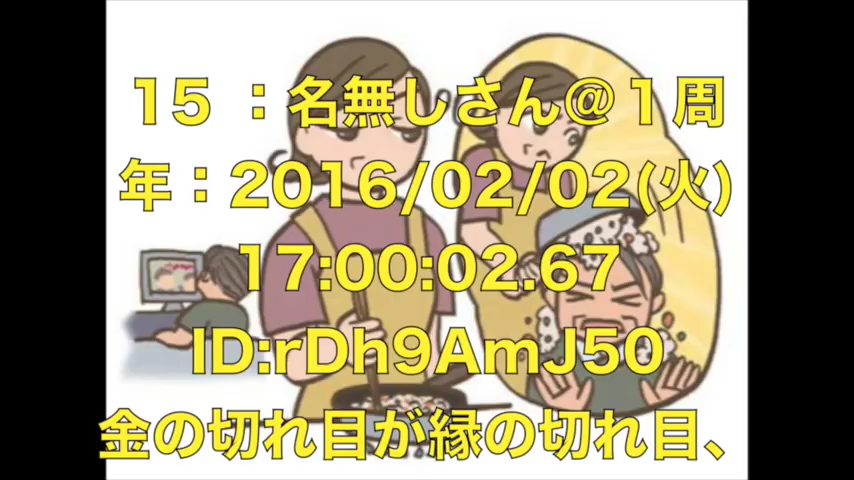 15 ：名無しさん＠１周
年：2016/02/02(火)
17:00:02.67
ID:rDh9AmJ50
金の切れ目が縁の切れ目、